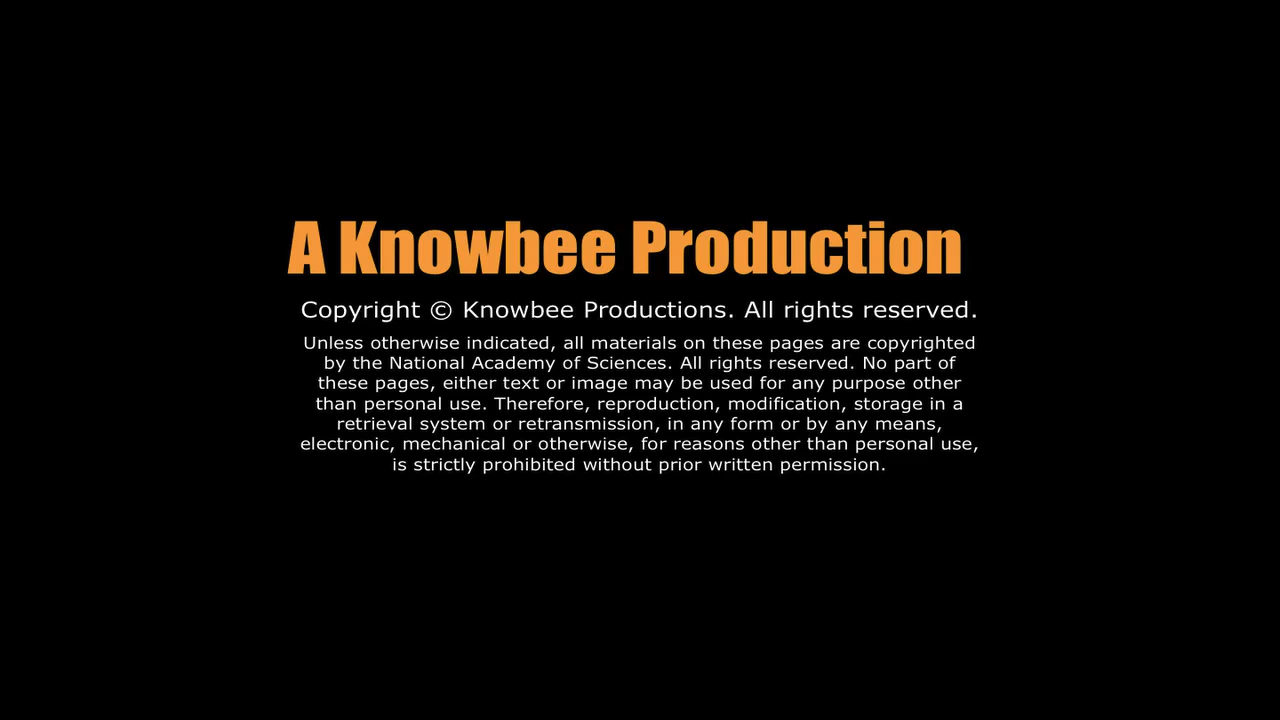 A Knowbee Production
Copyright © Knowbee Productions. All rights reserved.
Unless otherwise indicated, all materials on these pages are copyrighted
by the National Academy of Sciences. All rights reserved. No part of
these pages, either text or image may be used for any purpose other
than personal use. Therefore, reproduction, modification, storage in a
retrieval system or retransmission, in any form or by any means,
electronic, mechanical or otherwise, for reasons other than personal use,
is strictly prohibited without prior written permission.